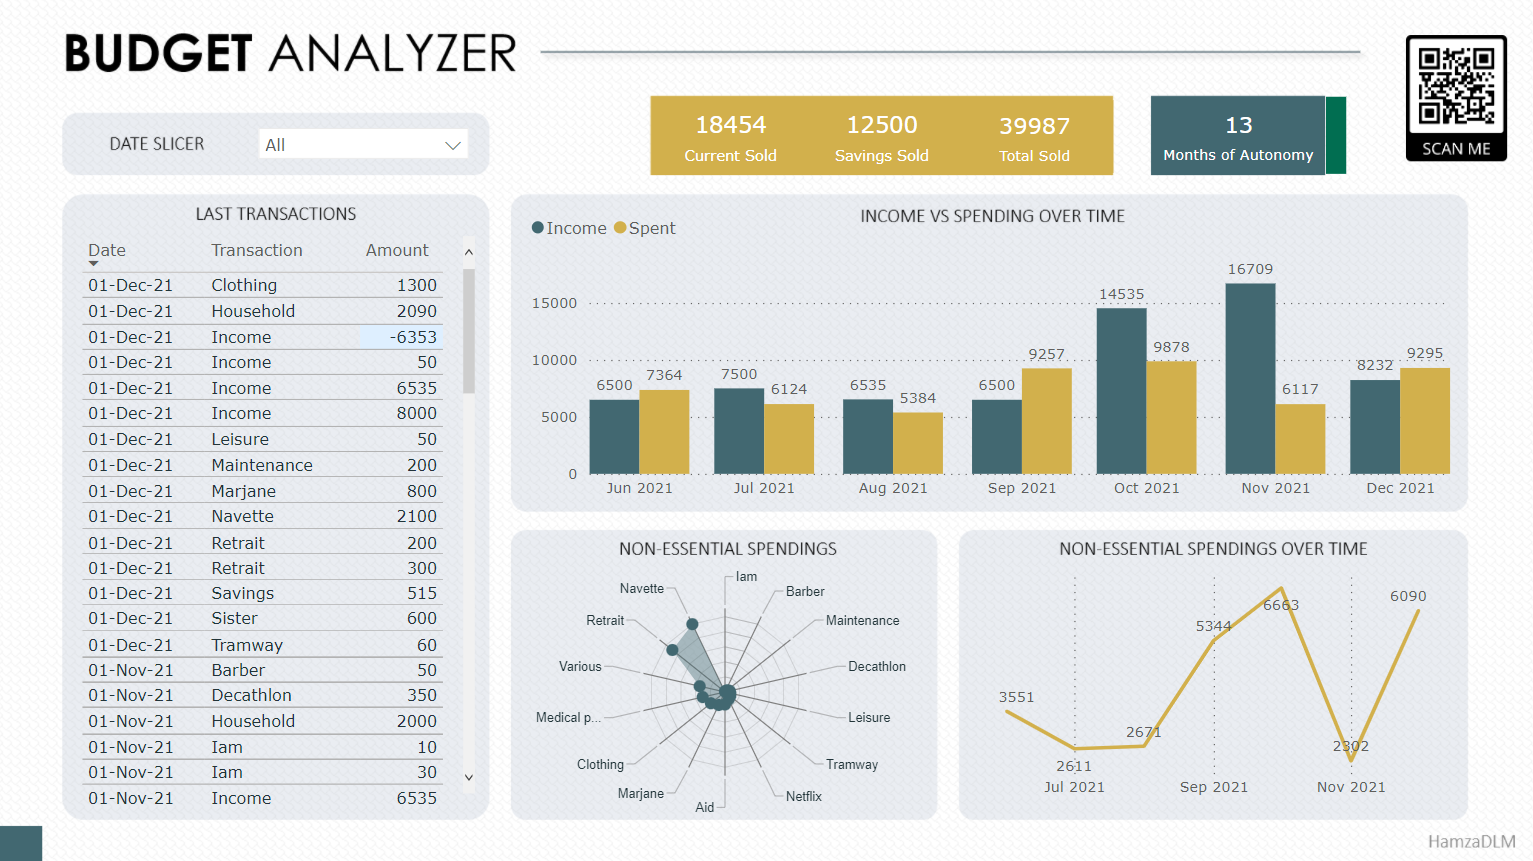 BUDGET ANALYZER
SCAN ME
DATE SLICER All
18454 12500 39987
Current Sold Savings Sold Total Sold
13
Months of Autonomy
LAST TRANSACTIONS
Date Transaction Amount
01-Dec-21 Clothing 1300
01-Dec-21 Household 2090
01-Dec-21 Income -6353
01-Dec-21 Income 50
01-Dec-21 Income 6535
01-Dec-21 Income 8000
01-Dec-21 Leisure 50
01-Dec-21 Maintenance 200
01-Dec-21 Marjane 800
01-Dec-21 Navette 2100
01-Dec-21 Retrait 200
01-Dec-21 Retrait 300
01-Dec-21 Savings 515
01-Dec-21 Sister 600
01-Dec-21 Tramway 60
01-Nov-21 Barber 50
01-Nov-21 Decathlon 350
01-Nov-21 Household 2000
01-Nov-21 Iam 10
01-Nov-21 Iam 30
01-Nov-21 Income 6535
INCOME VS SPENDING OVER TIME
Income Spent
15000
10000
5000
0
6500 7364
7500 6124
6535 5384
6500 9257
14535 9878
16709 6117
8232 9295
Jun 2021 Jul 2021 Aug 2021 Sep 2021 Oct 2021 Nov 2021 Dec 2021
NON-ESSENTIAL SPENDINGS
Iam
Barber
Maintenance
Decathlon
Leisure
Tramway
Netflix
Aid
Marjane
Clothing
Medical p...
Various
Retrait
Navette
NON-ESSENTIAL SPENDINGS OVER TIME
3551
2611
2671
5344
6663
2302
6090
Jul 2021 Sep 2021 Nov 2021
HamzaDLM